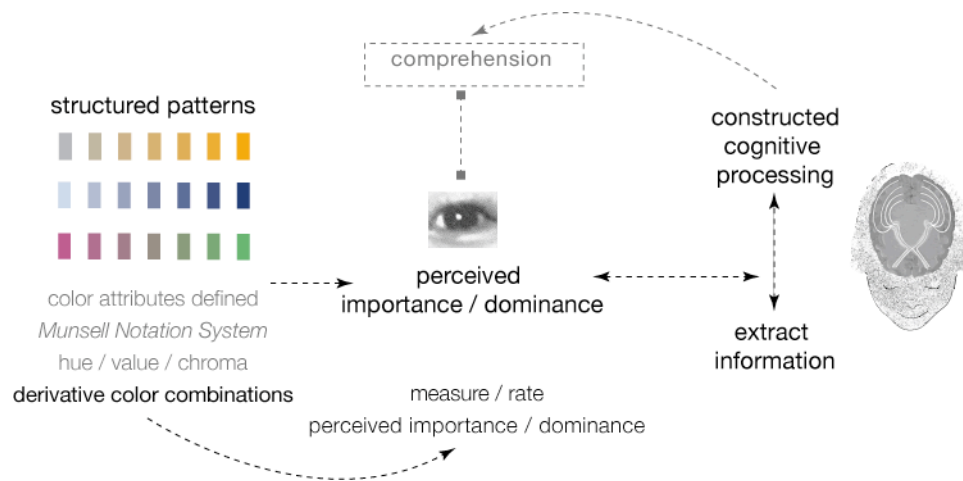 comprehension
structured patterns
constructed
cognitive
processing
perceived
importance / dominance
color attributes defined
Munsell Notation System
hue / value / chroma
derivative color combinations
extract
information
measure / rate
perceived importance / dominance